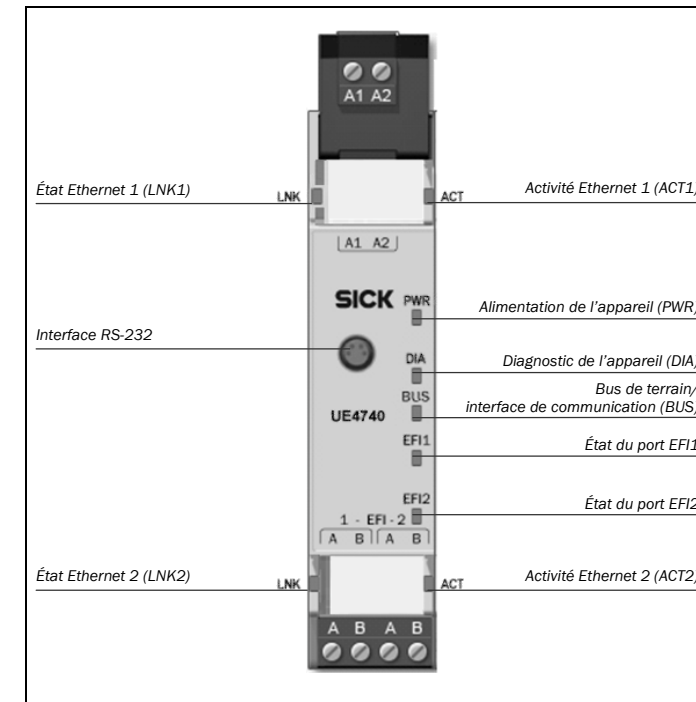 A1 A2
État Ethernet 1 (LNK1)
LNK
ACT
Activité Ethernet 1 (ACT1)
A1 A2
SICK
PWR
Alimentation de l'appareil (PWR)
Interface RS-232
DIA
Diagnostic de l'appareil (DIA)
BUS
Bus de terrain/
interface de communication (BUS)
UE4740
EFI1
État du port EFI1
EFI2
État du port EFI2
1 - EFI - 2
A B A B
État Ethernet 2 (LNK2)
LNK
ACT
Activité Ethernet 2 (ACT2)
A B A B